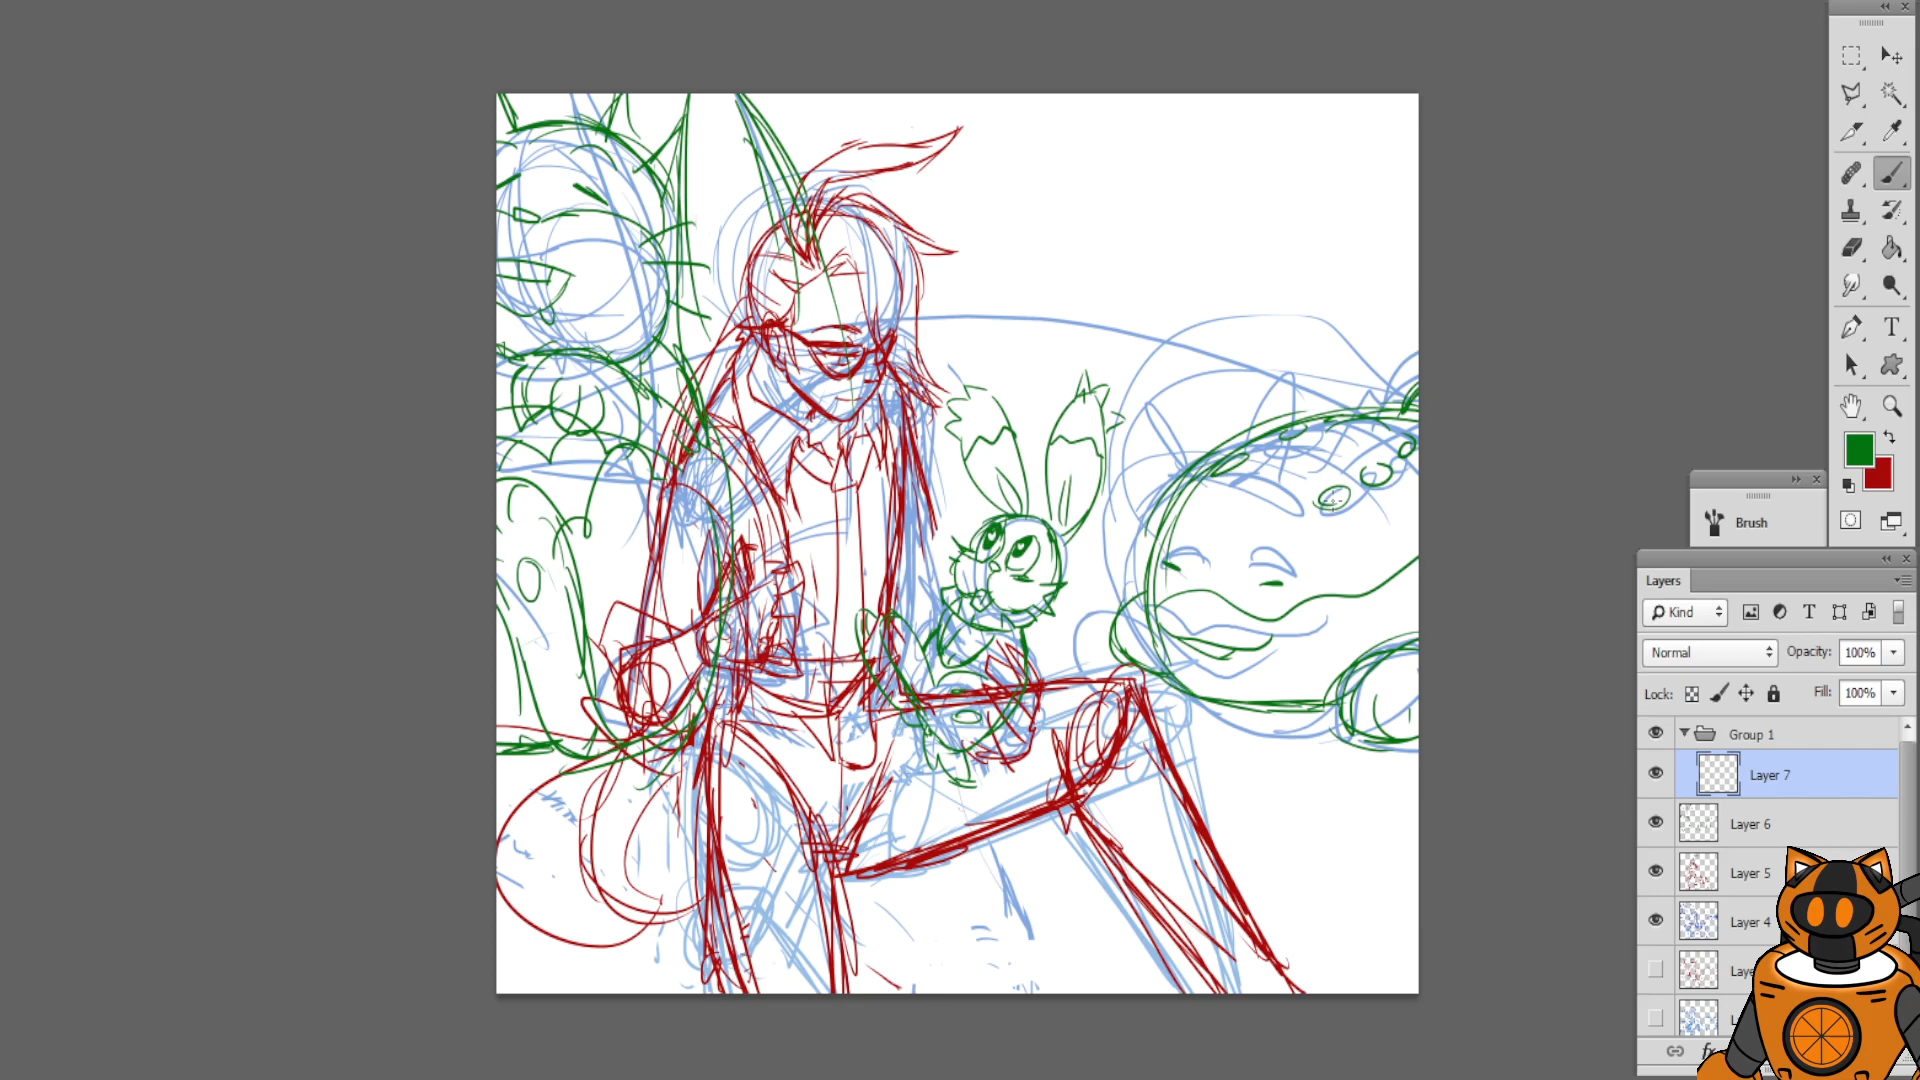 Brush
Layers
Kind
Normal
Opacity: 100%
Lock:
Fill: 100%
Group 1
Layer 7
Layer 6
Layer 5
Layer 4